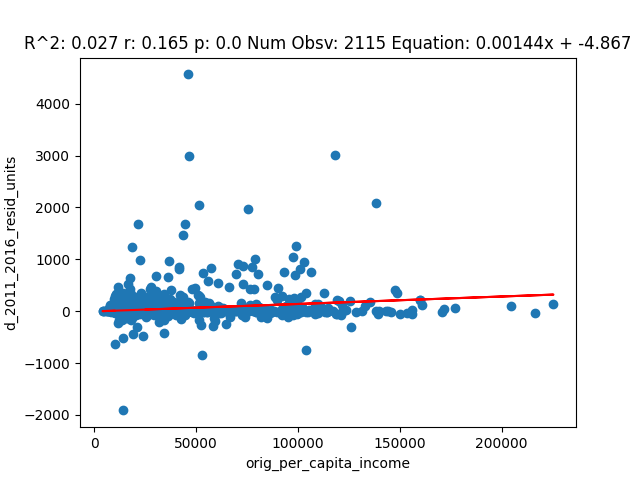 R^2: 0.027 r: 0.165 p: 0.0 Num Obsv: 2115 Equation: 0.00144x + -4.867
4000
3000
2000
1000
0
−1000
−2000
d_2011_2016_resid_units
0 50000 100000 150000 200000
orig_per_capita_income